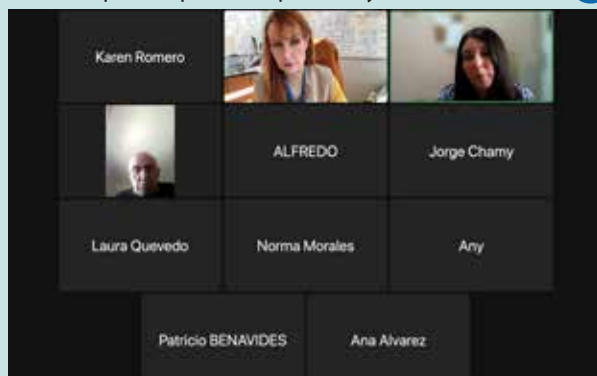 Karen Romero
ALFREDO
Jorge Chamy
Laura Quevedo
Norma Morales
Any
Patricio BENAVIDES
Ana Alvarez